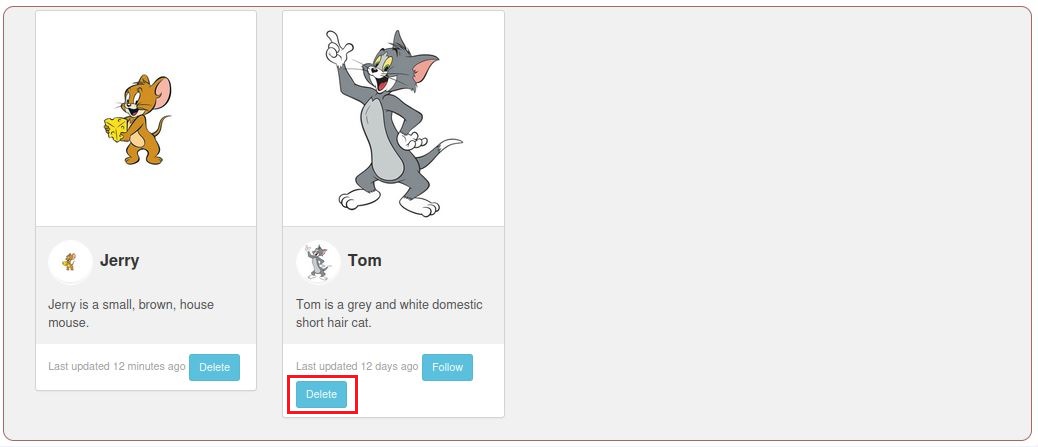 Jerry
Jerry is a small, brown, house
mouse.
Last updated 12 minutes ago Delete
Tom
Tom is a grey and white domestic
short hair cat.
Last updated 12 days ago Follow
Delete